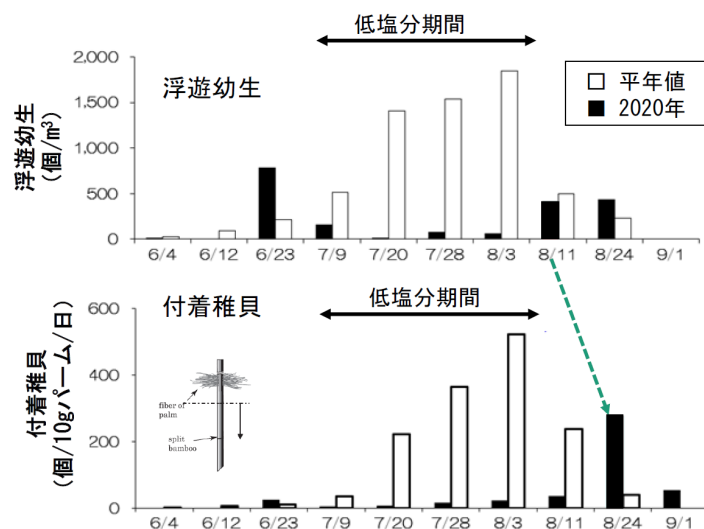 低塩分期間
浮遊幼生
平年値
2020年
浮遊幼生
(個/m³)
2,000
1,500
1,000
500
0
6/4 6/12 6/23 7/9 7/20 7/28 8/3 8/11 8/24 9/1
付着稚貝
低塩分期間
付着稚貝
(個/10gパーム/日)
600
400
200
0
fiber of
palm
split
bamboo
6/4 6/12 6/23 7/9 7/20 7/28 8/3 8/11 8/24 9/1